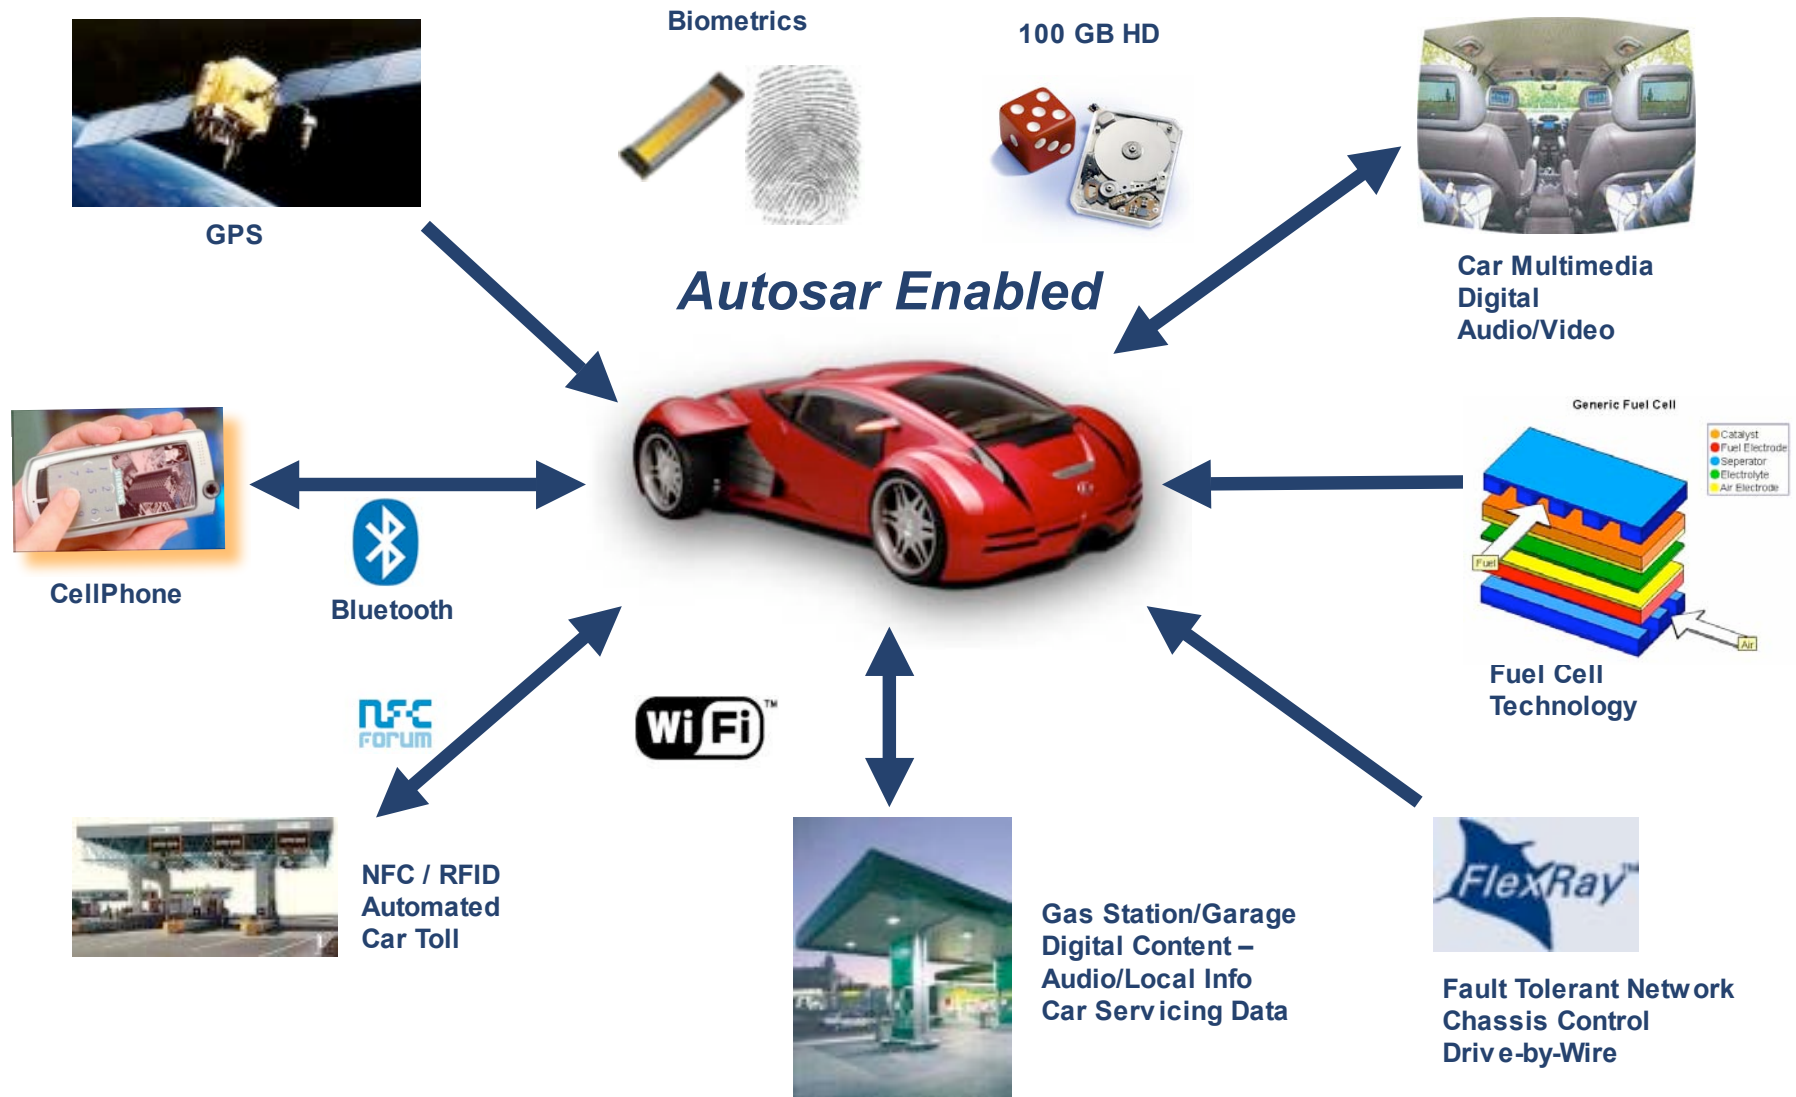 Biometrics
100 GB HD
GPS
Autosar Enabled
Car Multimedia
Digital
Audio/Video
Generic Fuel Cell
Catalyst
Fuel Electrode
Seperator
Electrolyte
Air Electrode
Fuel
Air
Fuel Cell
Technology
CellPhone
Bluetooth
NFC
FORUM
Wi Fi ™
NFC / RFID
Automated
Car Toll
Gas Station/Garage
Digital Content –
Audio/Local Info
Car Servicing Data
FlexRay™
Fault Tolerant Network
Chassis Control
Drive-by-Wire